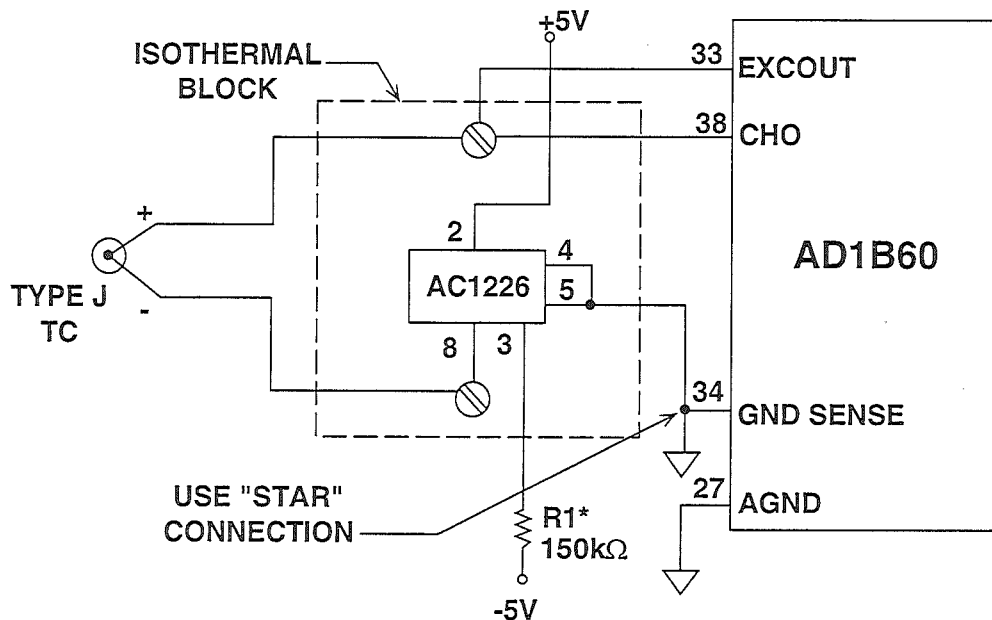 +5V
ISOTHERMAL
BLOCK
33
EXCOUT
38
CHO
+
2
4
AD1B60
AC1226
5
TYPE J
TC
-
8
3
34
GND SENSE
27
AGND
USE "STAR"
CONNECTION
R1*
150kΩ
-5V